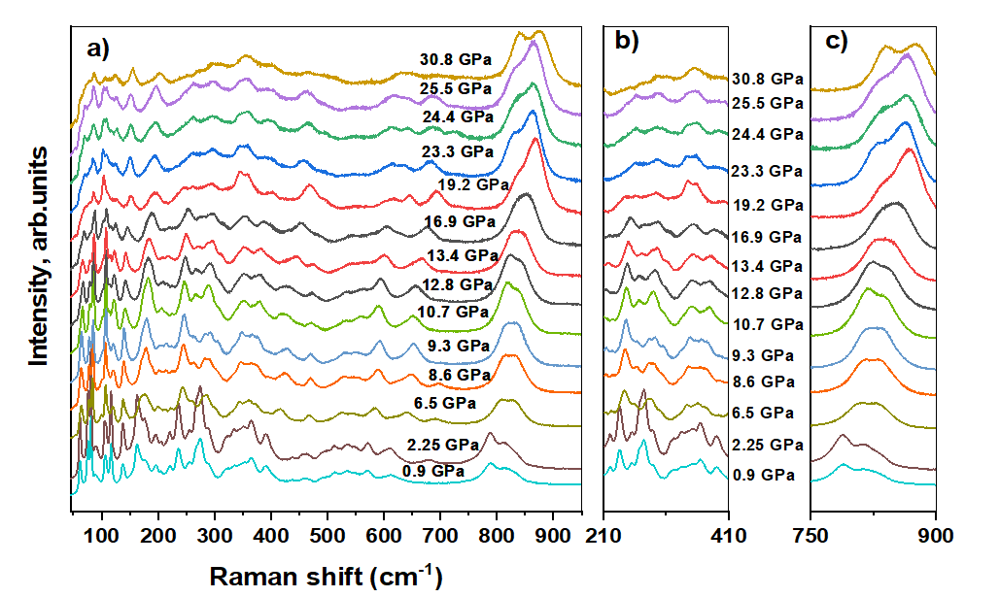 a)
b)
c)
Intensity, arb.units
30.8 GPa
25.5 GPa
24.4 GPa
23.3 GPa
19.2 GPa
16.9 GPa
13.4 GPa
12.8 GPa
10.7 GPa
9.3 GPa
8.6 GPa
6.5 GPa
2.25 GPa
0.9 GPa
30.8 GPa
25.5 GPa
24.4 GPa
23.3 GPa
19.2 GPa
16.9 GPa
13.4 GPa
12.8 GPa
10.7 GPa
9.3 GPa
8.6 GPa
6.5 GPa
2.25 GPa
0.9 GPa
100 200 300 400 500 600 700 800 900
210 410
750 900
Raman shift (cm⁻¹)